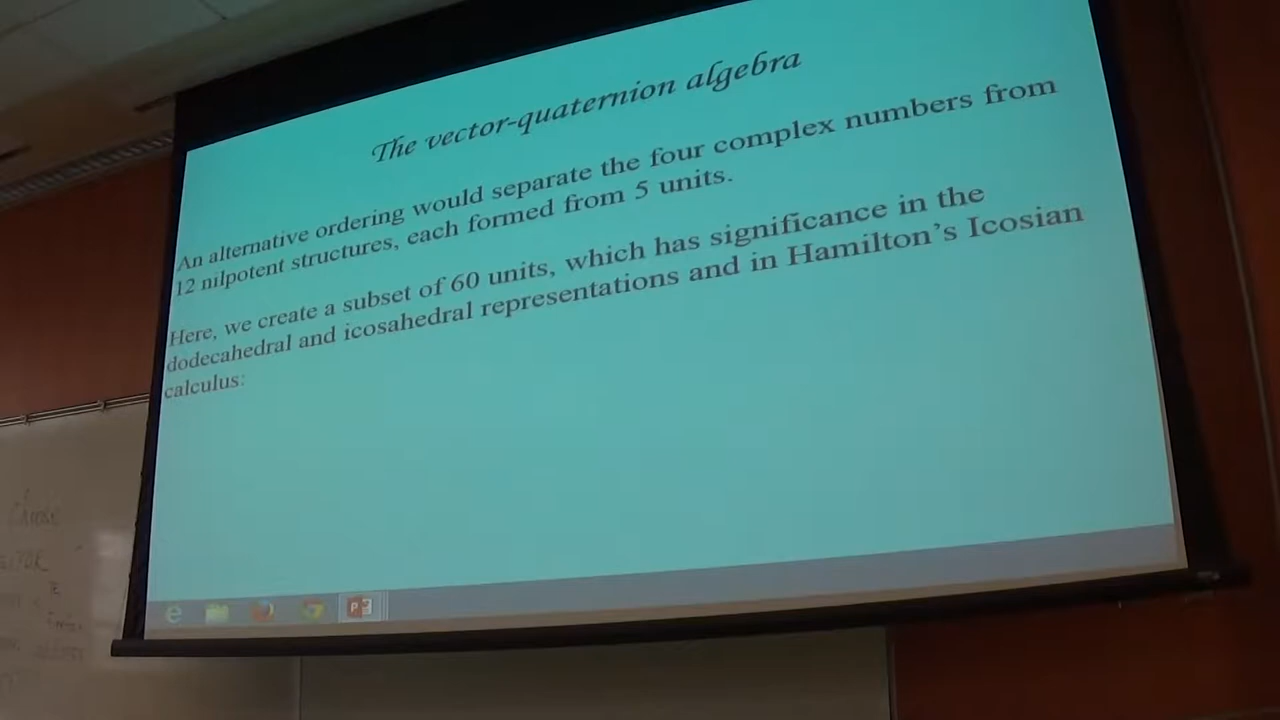 The vector-quaternion algebra
An alternative ordering would separate the four complex numbers from
12 nilpotent structures, each formed from 5 units.
Here, we create a subset of 60 units, which has significance in the
dodecahedral and icosahedral representations and in Hamilton's Icosian
calculus: